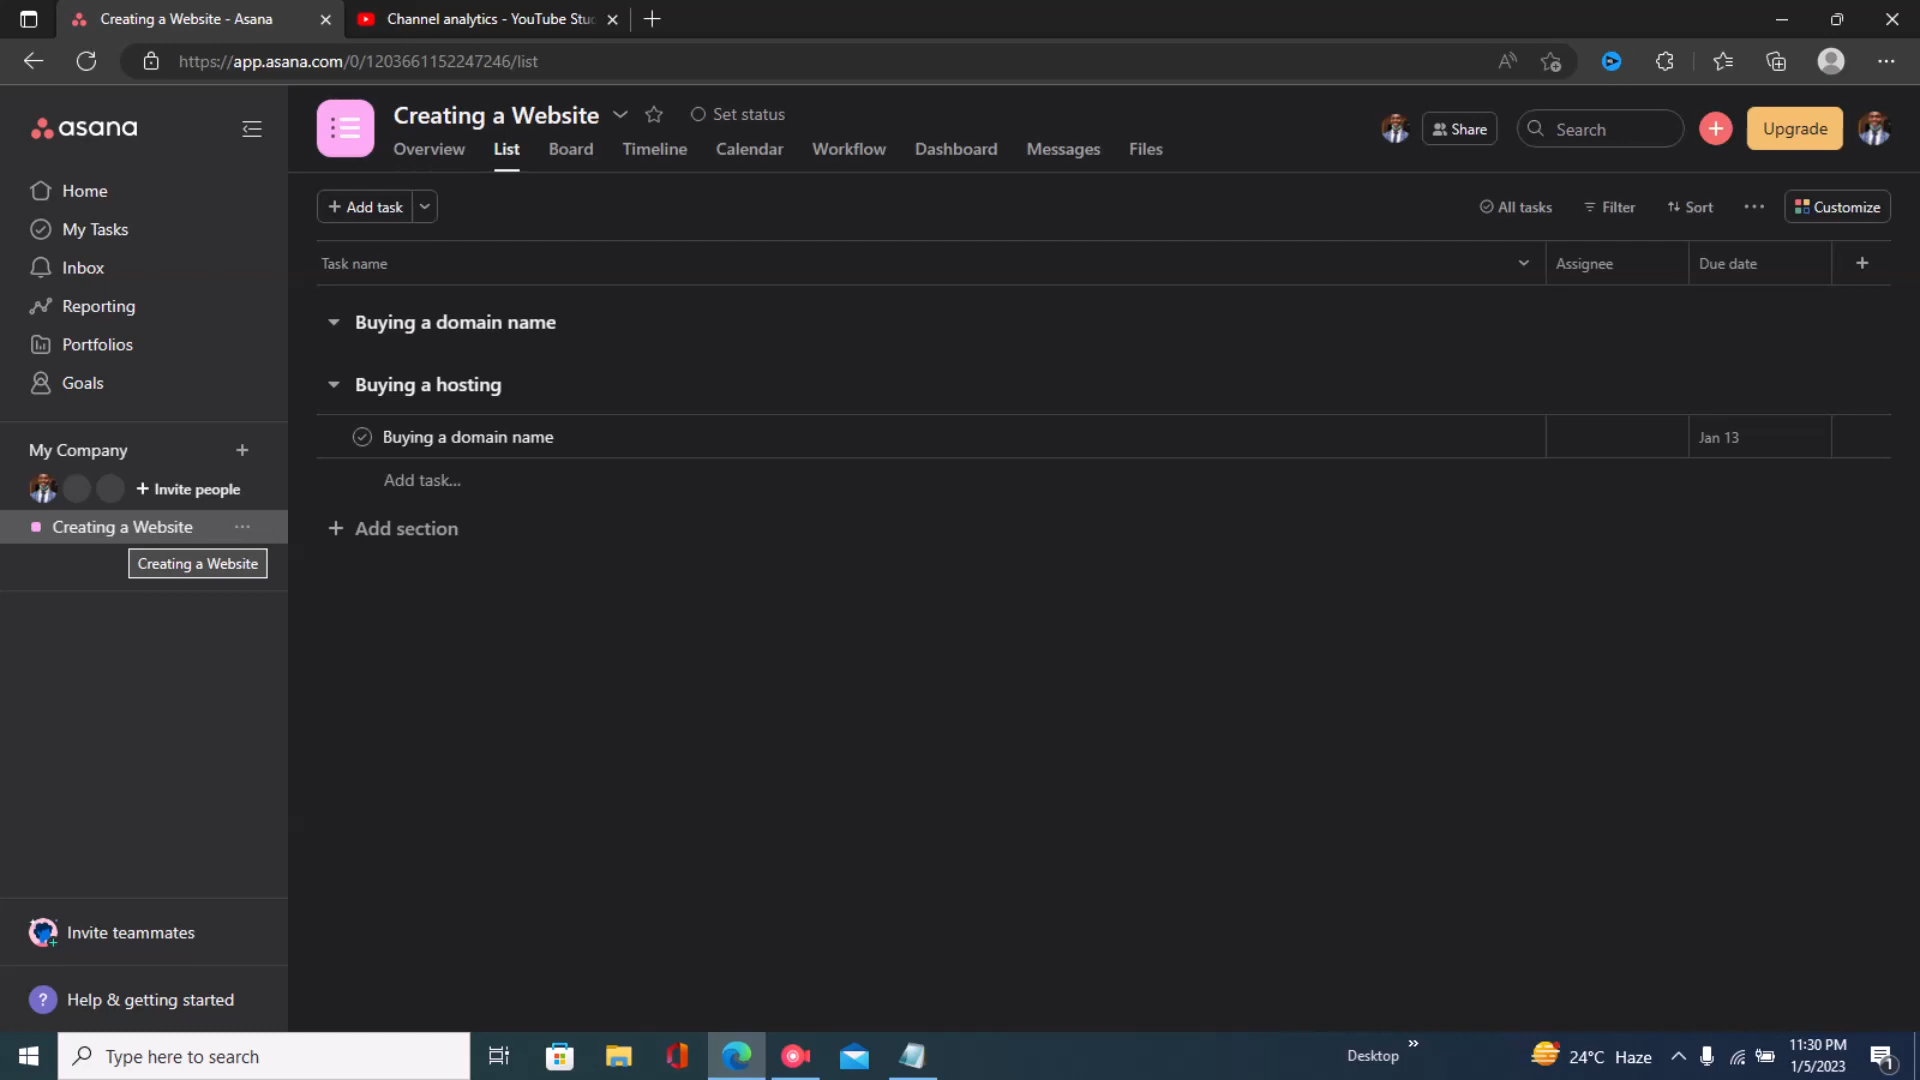 Creating a Website - Asana
Channel analytics - YouTube Stu
https://app.asana.com/0/1203661152247246/list
asana
Home
My Tasks
Inbox
Reporting
Portfolios
Goals
My Company
Invite people
Creating a Website
Creating a Website
Invite teammates
? Help & getting started
Creating a Website
Set status
Overview List Board Timeline Calendar Workflow Dashboard Messages Files
Share
Search
Upgrade
+ Add task
All tasks
Filter
Sort
Customize
Task name
Assignee
Due date
Buying a domain name
Buying a hosting
Buying a domain name
Jan 13
Add task...
+ Add section
Type here to search
Desktop
24°C Haze
11:30 PM
1/5/2023
1